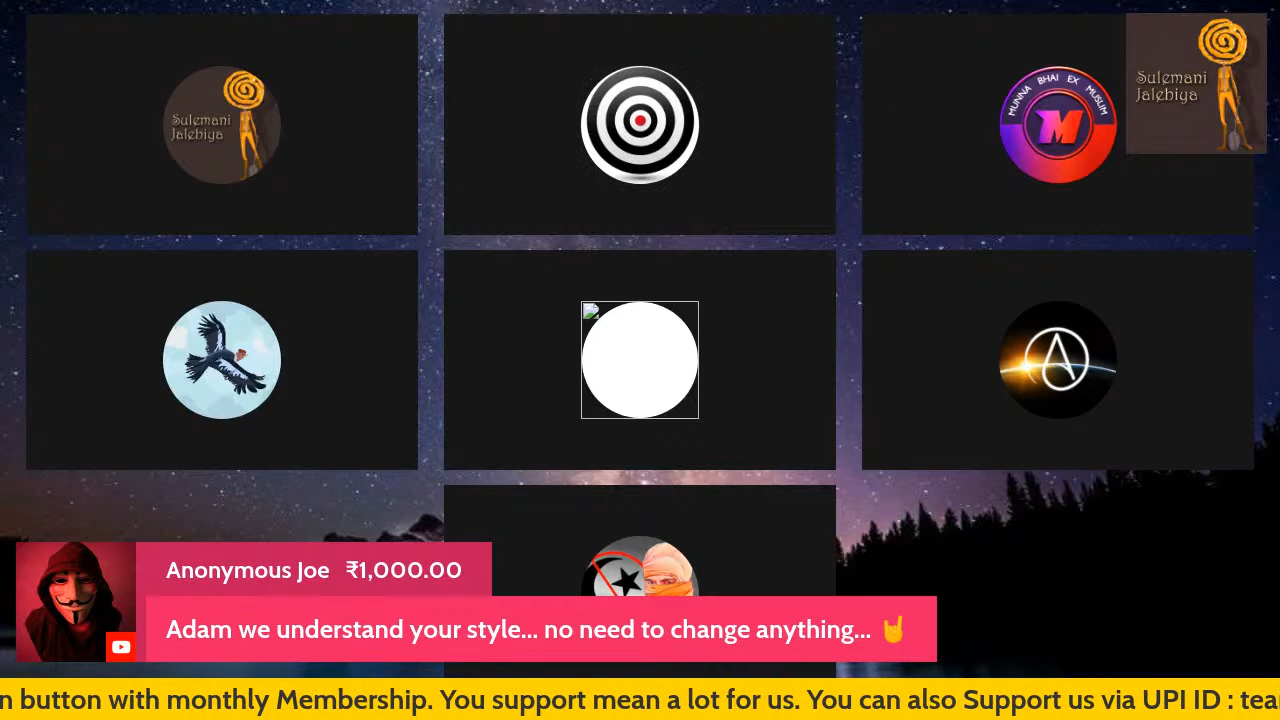 Sulemani
Jalebiya
MUNNA BHAI EX MUSLIM
M
Sulemani
Jalebiya
Anonymous Joe ₹1,000.00
Adam we understand your style... no need to change anything... 🤘
n button with monthly Membership. You support mean a lot for us. You can also Support us via UPI ID : tea